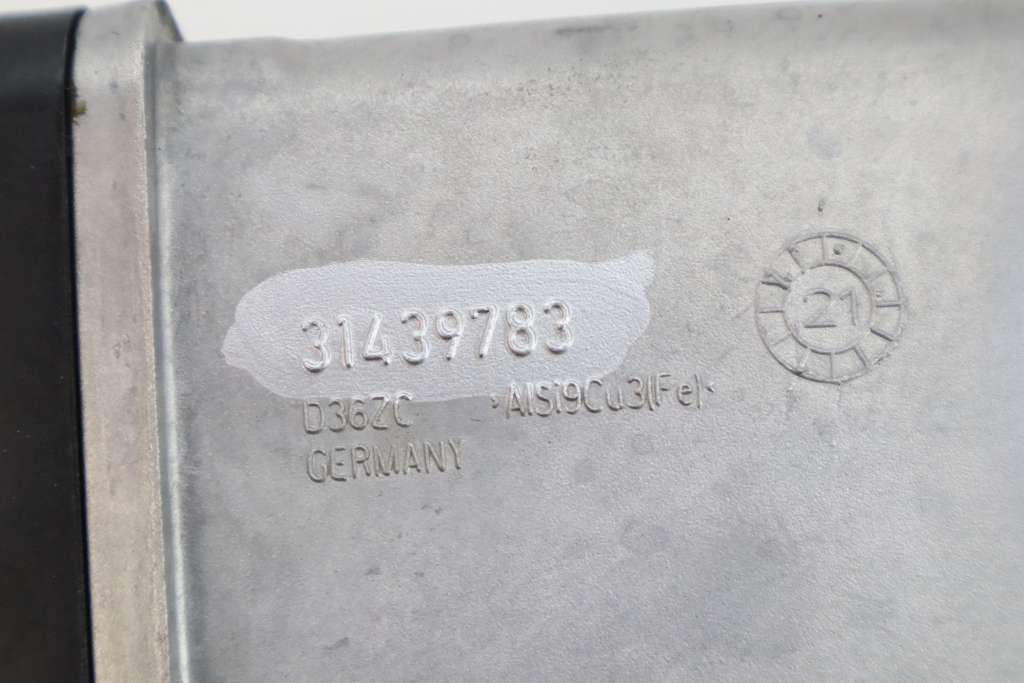 31439783
D36ZC >AlSi9Cu3(Fe)<
GERMANY
21